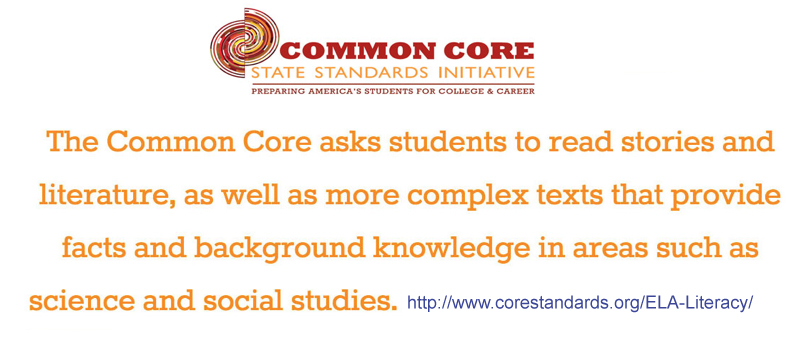 COMMON CORE
STATE STANDARDS INITIATIVE
PREPARING AMERICA'S STUDENTS FOR COLLEGE & CAREER
The Common Core asks students to read stories and
literature, as well as more complex texts that provide
facts and background knowledge in areas such as
science and social studies. http://www.corestandards.org/ELA-Literacy/